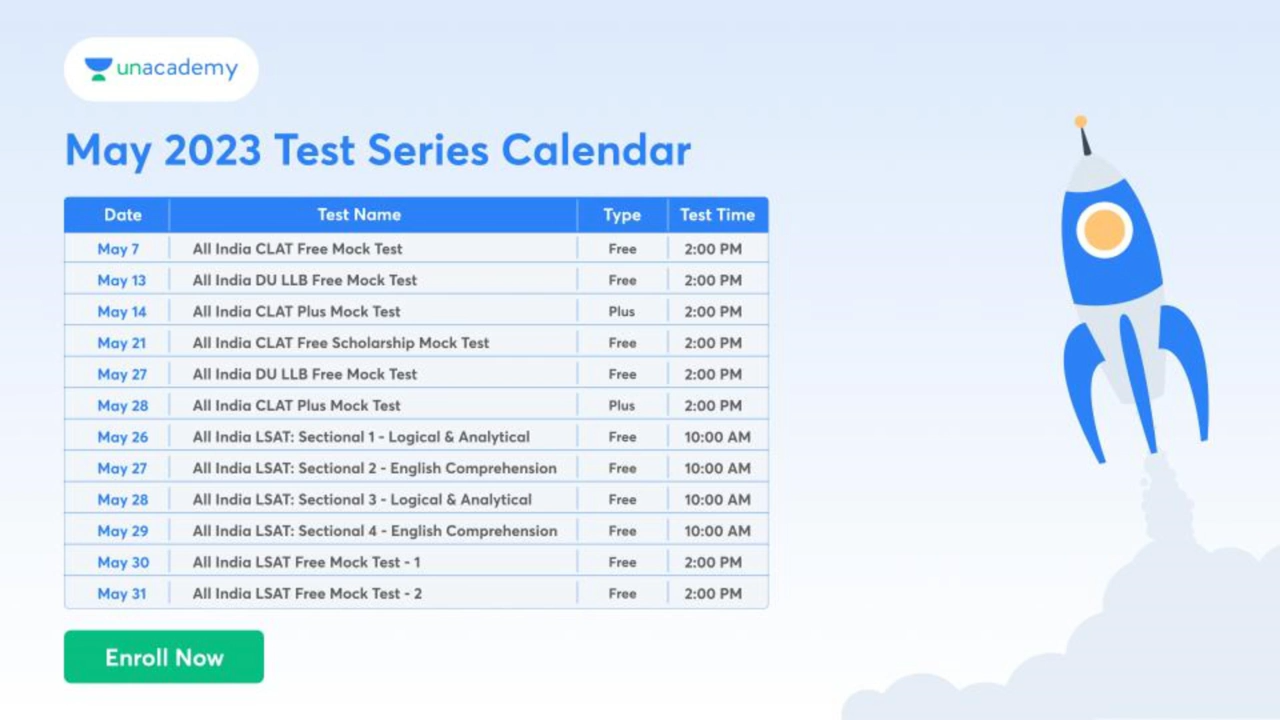 unacademy
May 2023 Test Series Calendar
Date Test Name Type Test Time
May 7 All India CLAT Free Mock Test Free 2:00 PM
May 13 All India DU LLB Free Mock Test Free 2:00 PM
May 14 All India CLAT Plus Mock Test Plus 2:00 PM
May 21 All India CLAT Free Scholarship Mock Test Free 2:00 PM
May 27 All India DU LLB Free Mock Test Free 2:00 PM
May 28 All India CLAT Plus Mock Test Plus 2:00 PM
May 26 All India LSAT: Sectional 1 - Logical & Analytical Free 10:00 AM
May 27 All India LSAT: Sectional 2 - English Comprehension Free 10:00 AM
May 28 All India LSAT: Sectional 3 - Logical & Analytical Free 10:00 AM
May 29 All India LSAT: Sectional 4 - English Comprehension Free 10:00 AM
May 30 All India LSAT Free Mock Test - 1 Free 2:00 PM
May 31 All India LSAT Free Mock Test - 2 Free 2:00 PM
Enroll Now